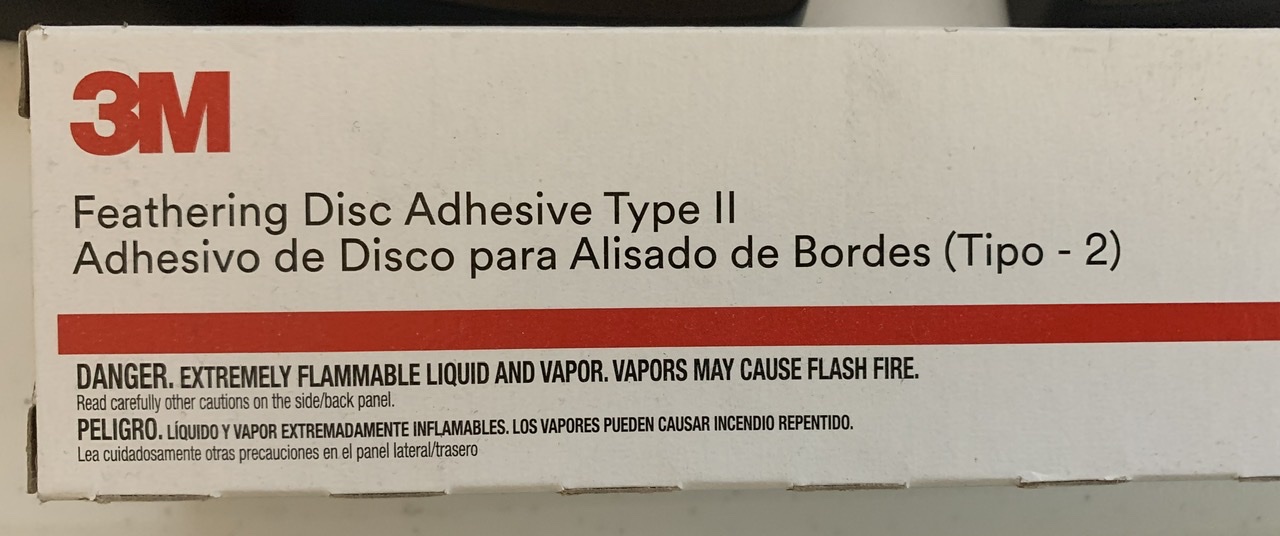 3M
Feathering Disc Adhesive Type II
Adhesivo de Disco para Alisado de Bordes (Tipo - 2)
DANGER. EXTREMELY FLAMMABLE LIQUID AND VAPOR. VAPORS MAY CAUSE FLASH FIRE.
Read carefully other cautions on the side/back panel.
PELIGRO. LÍQUIDO Y VAPOR EXTREMADAMENTE INFLAMABLES. LOS VAPORES PUEDEN CAUSAR INCENDIO REPENTIDO.
Lea cuidadosamente otras precauciones en el panel lateral/trasero